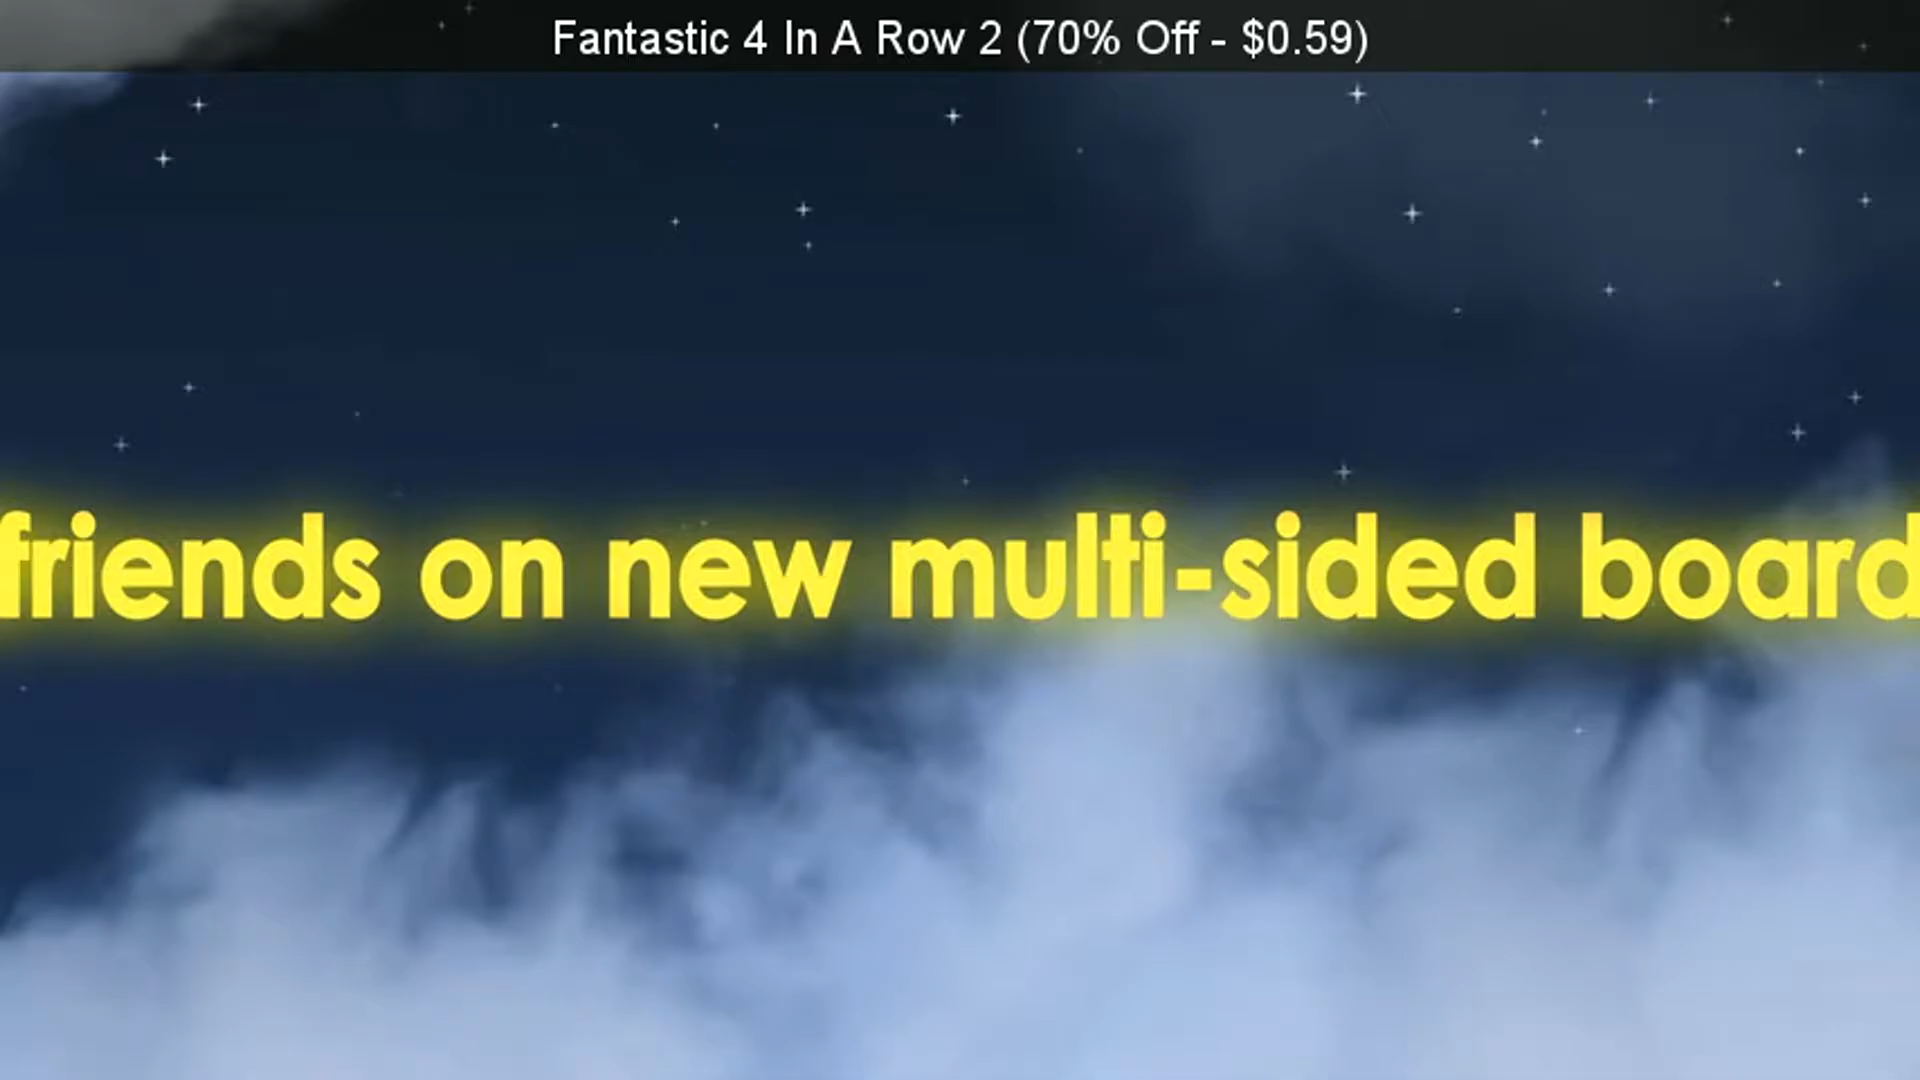 Fantastic 4 In A Row 2 (70% Off - $0.59)
friends on new multi-sided board